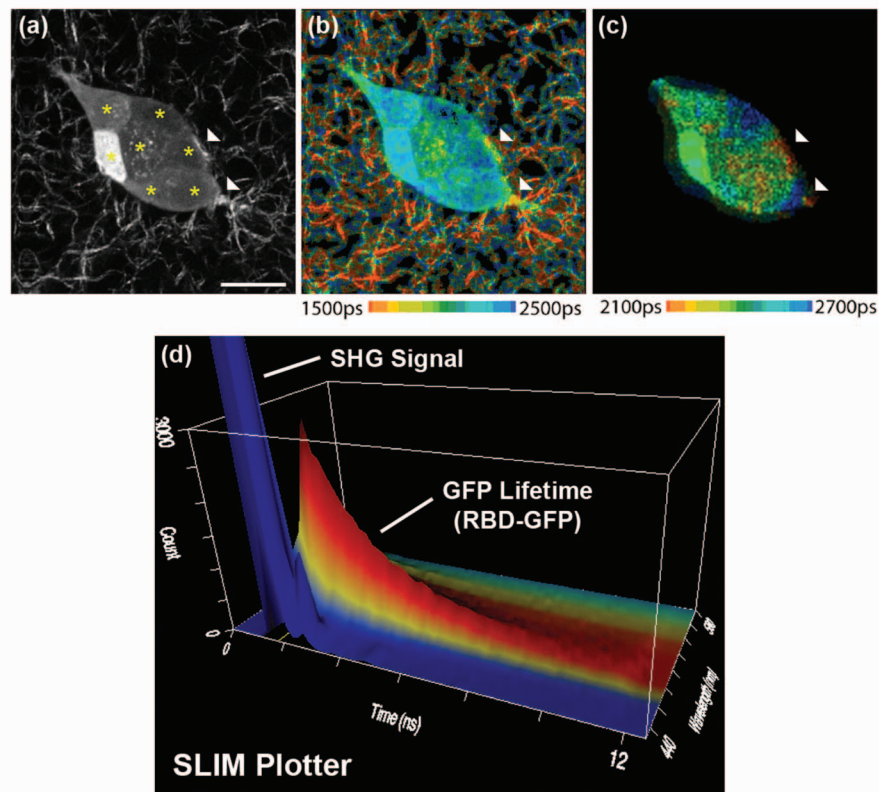 (a)
(b)
(c)
1500ps
2500ps
2100ps
2700ps
(d)
SHG Signal
GFP Lifetime
(RBD-GFP)
3000
Count
0
0
Time (ns)
12
440
Wavelength (nm)
SLIM Plotter